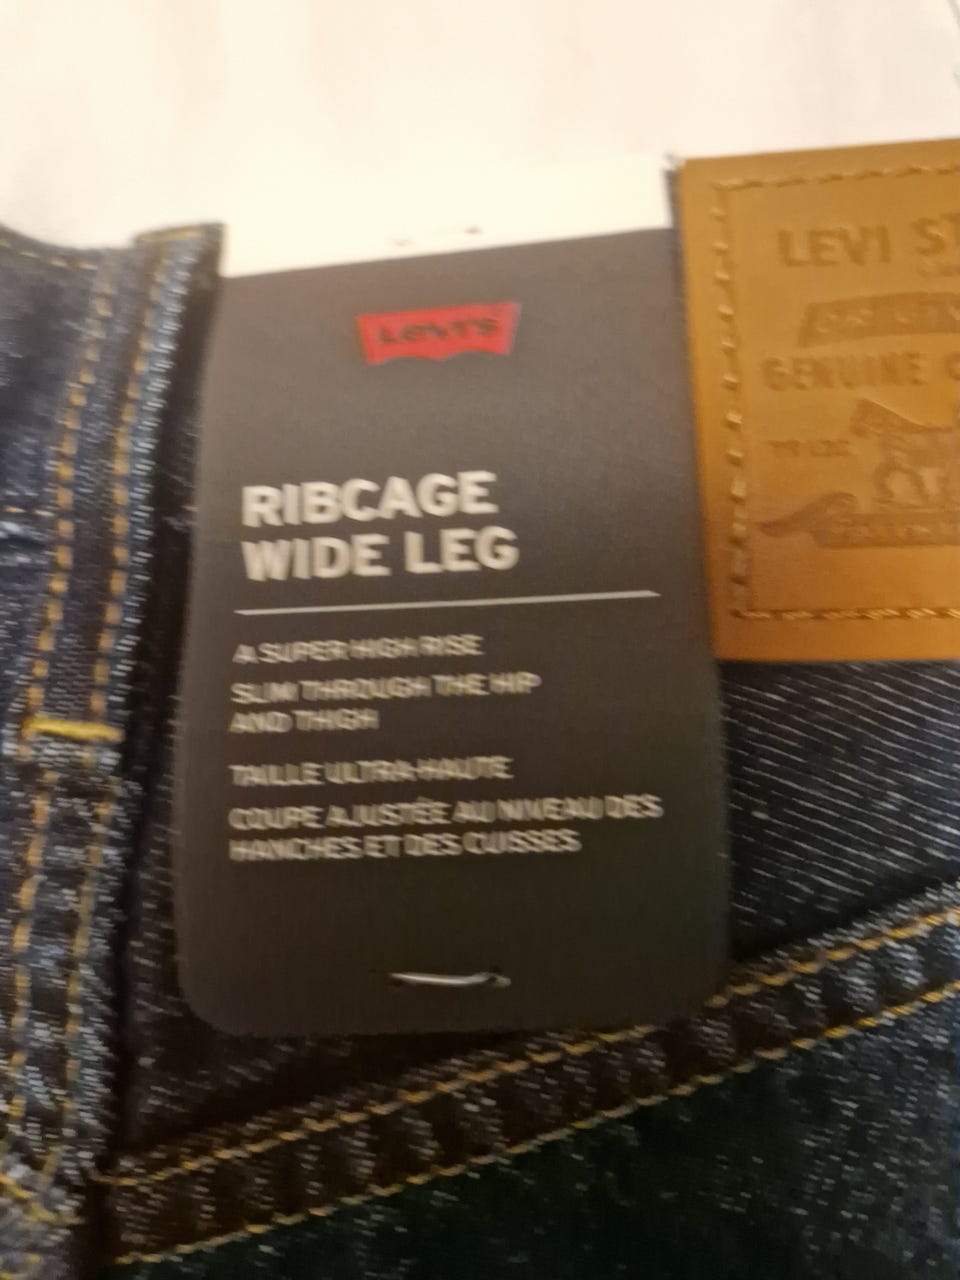 LEVI'S
RIBCAGE
WIDE LEG
A SUPER HIGH RISE
SLIM THROUGH THE HIP
AND THIGH
TAILLE ULTRA-HAUTE
COUPE AJUSTÉE AU NIVEAU DES
HANCHES ET DES CUISSES
LEVI
GENUINE